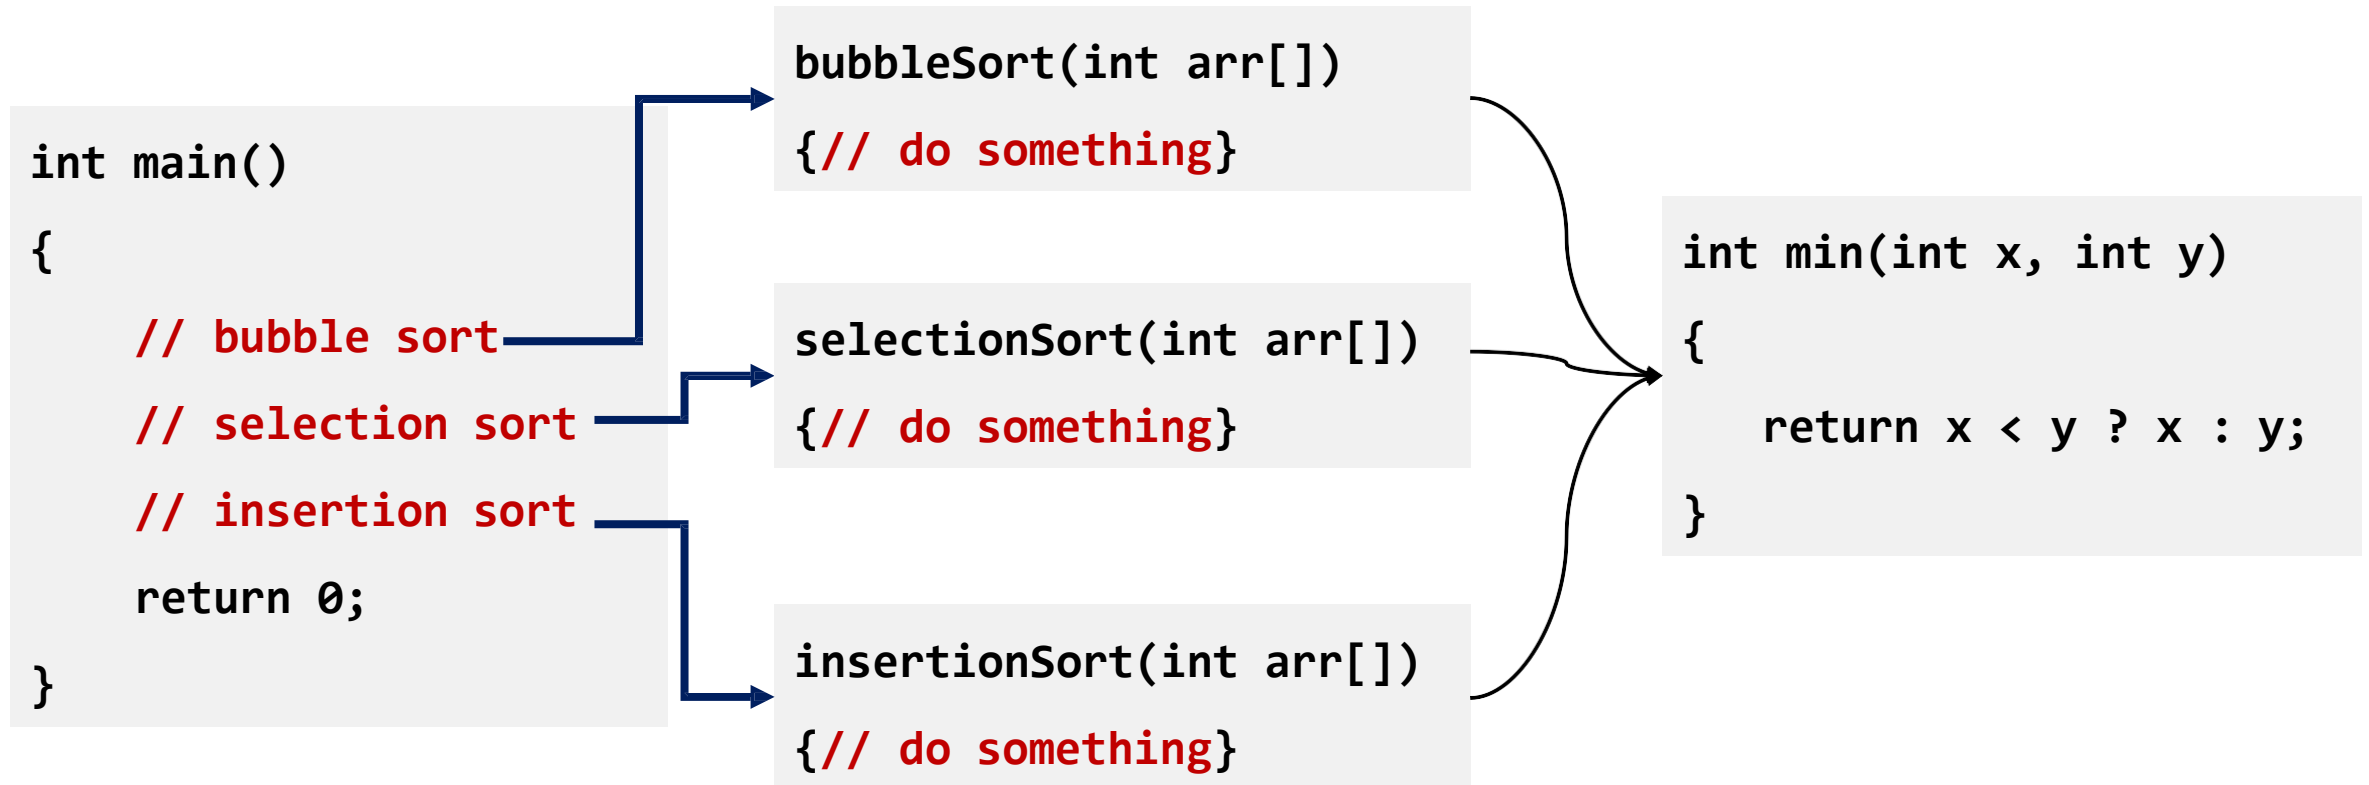 int main()
{
// bubble sort
// selection sort
// insertion sort
return 0;
}
bubbleSort(int arr[])
{// do something}
selectionSort(int arr[])
{// do something}
insertionSort(int arr[])
{// do something}
int min(int x, int y)
{
return x < y ? x : y;
}